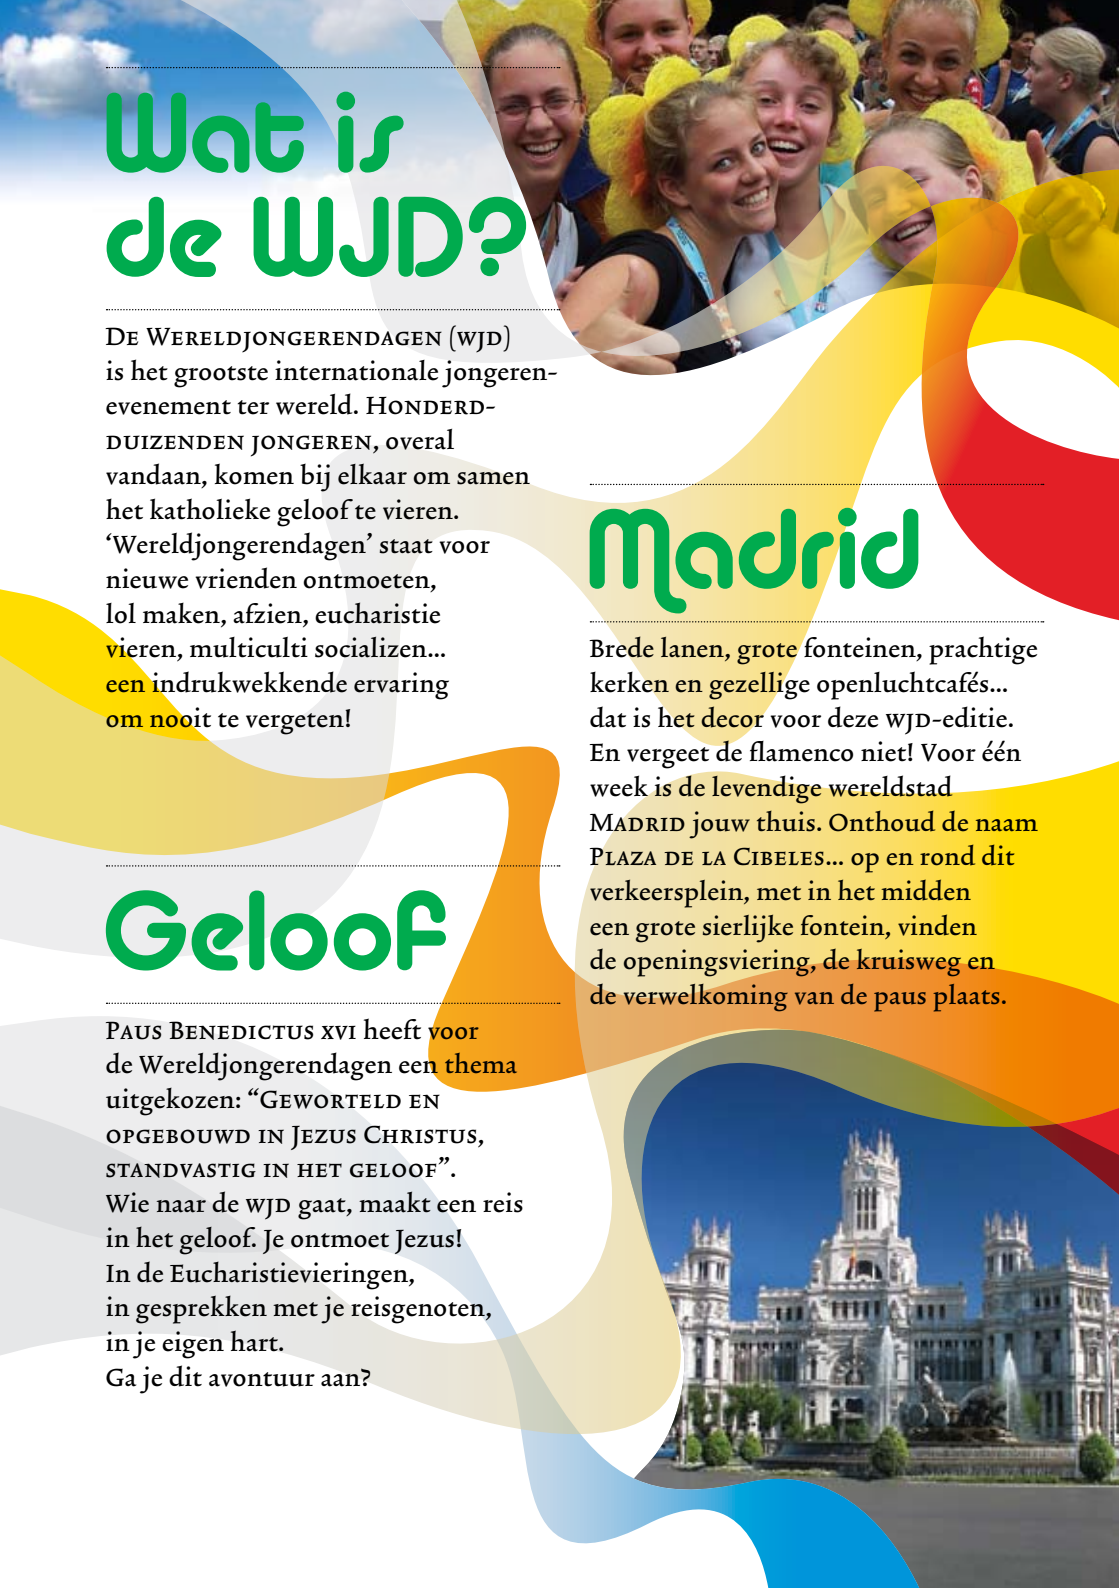 Wat is
de WJD?
De Wereldjongerendagen (wjd)
is het grootste internationale jongeren-
evenement ter wereld. Honderd-
duizenden jongeren, overal
vandaan, komen bij elkaar om samen
het katholieke geloof te vieren.
‘Wereldjongerendagen’ staat voor
nieuwe vrienden ontmoeten,
lol maken, afzien, eucharistie
vieren, multiculti socializen...
een indrukwekkende ervaring
om nooit te vergeten!
Geloof
Paus Benedictus xvi heeft voor
de Wereldjongerendagen een thema
uitgekozen: “Geworteld en
opgebouwd in Jezus Christus,
standvastig in het geloof”.
Wie naar de wjd gaat, maakt een reis
in het geloof. Je ontmoet Jezus!
In de Eucharistievieringen,
in gesprekken met je reisgenoten,
in je eigen hart.
Ga je dit avontuur aan?
Madrid
Brede lanen, grote fonteinen, prachtige
kerken en gezellige openluchtcafés...
dat is het decor voor deze wjd-editie.
En vergeet de flamenco niet! Voor één
week is de levendige wereldstad
Madrid jouw thuis. Onthoud de naam
Plaza de la Cibeles... op en rond dit
verkeersplein, met in het midden
een grote sierlijke fontein, vinden
de openingsviering, de kruisweg en
de verwelkoming van de paus plaats.